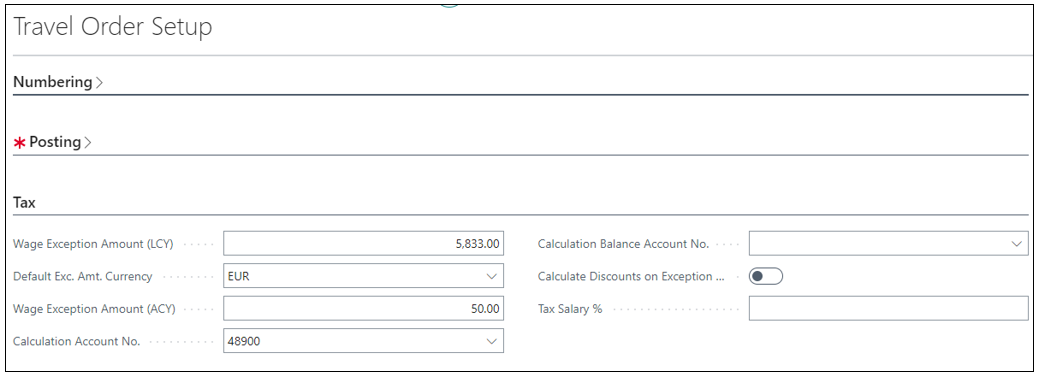 Travel Order Setup
Numbering
* Posting
Tax
Wage Exception Amount (LCY) 5,833.00
Default Exc. Amt. Currency EUR
Wage Exception Amount (ACY) 50.00
Calculation Account No. 48900
Calculation Balance Account No.
Calculate Discounts on Exception ...
Tax Salary %